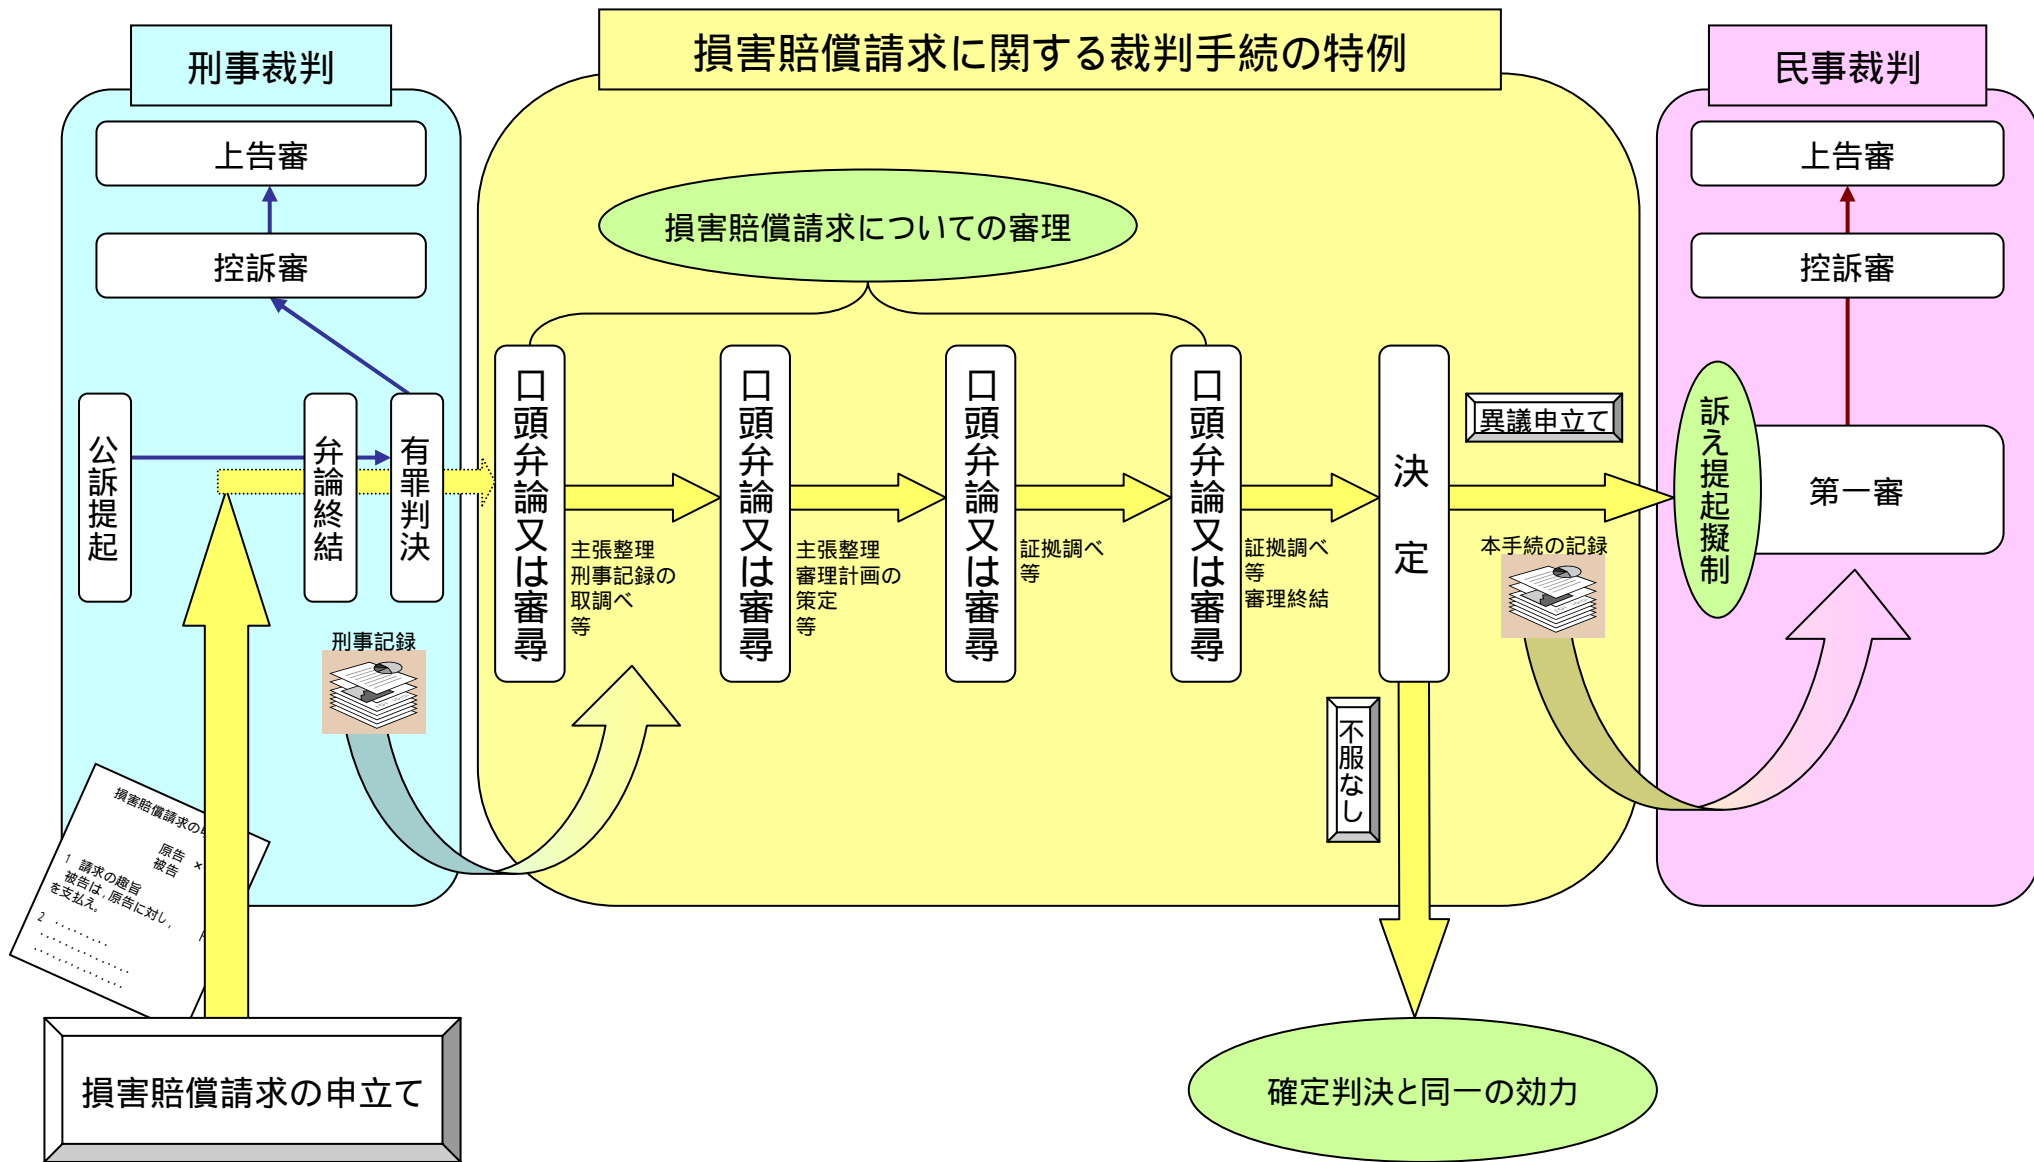 刑事裁判
上告審
控訴審
公訴提起
弁論終結
有罪判決
刑事記録
損害賠償請求の
原告 ×
被告
1 請求の趣旨
被告は，原告に対し，
を支払え。
2 ………
……………
……………
損害賠償請求の申立て
損害賠償請求に関する裁判手続の特例
損害賠償請求についての審理
口頭弁論又は審尋
主張整理
刑事記録の
取調べ
等
口頭弁論又は審尋
主張整理
審理計画の
策定
等
口頭弁論又は審尋
証拠調べ
等
口頭弁論又は審尋
証拠調べ
等
審理終結
決定
異議申立て
本手続の記録
不服なし
確定判決と同一の効力
民事裁判
上告審
控訴審
訴え提起擬制
第一審